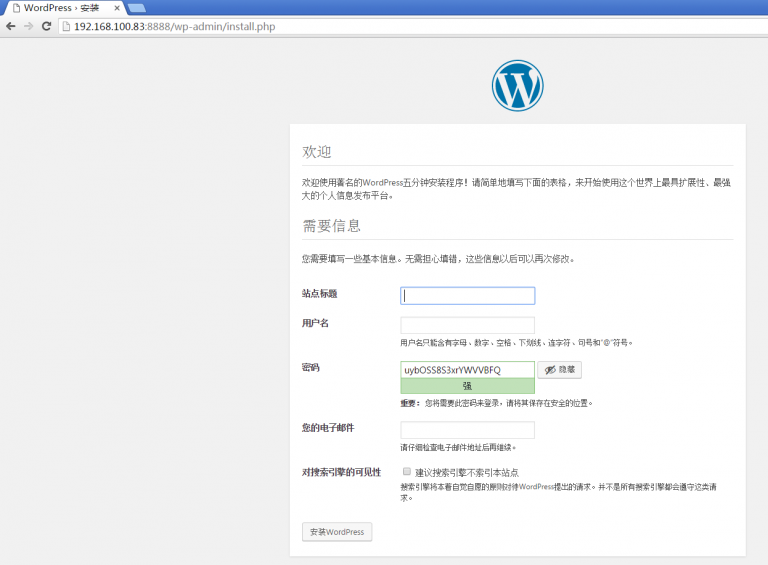 WordPress › 安装
192.168.100.83:8888/wp-admin/install.php
欢迎
欢迎使用著名的WordPress五分钟安装程序！请简单地填写下面的表格，来开始使用这个世界上最具扩展性、最强
大的个人信息发布平台。
需要信息
您需要填写一些基本信息。无需担心填错，这些信息以后可以再次修改。
站点标题
用户名
用户名只能含有字母、数字、空格、下划线、连字符、句号和“@”符号。
密码
uybOSS8S3xrYWVVBFQ
隐藏
强
重要：您将需要此密码来登录，请将其保存在安全的位置。
您的电子邮件
请仔细检查电子邮件地址后再继续。
对搜索引擎的可见性
建议搜索引擎不索引本站点
搜索引擎将本着自觉自愿的原则对待WordPress提出的请求。并不是所有搜索引擎都会遵守这类请
求。
安装WordPress